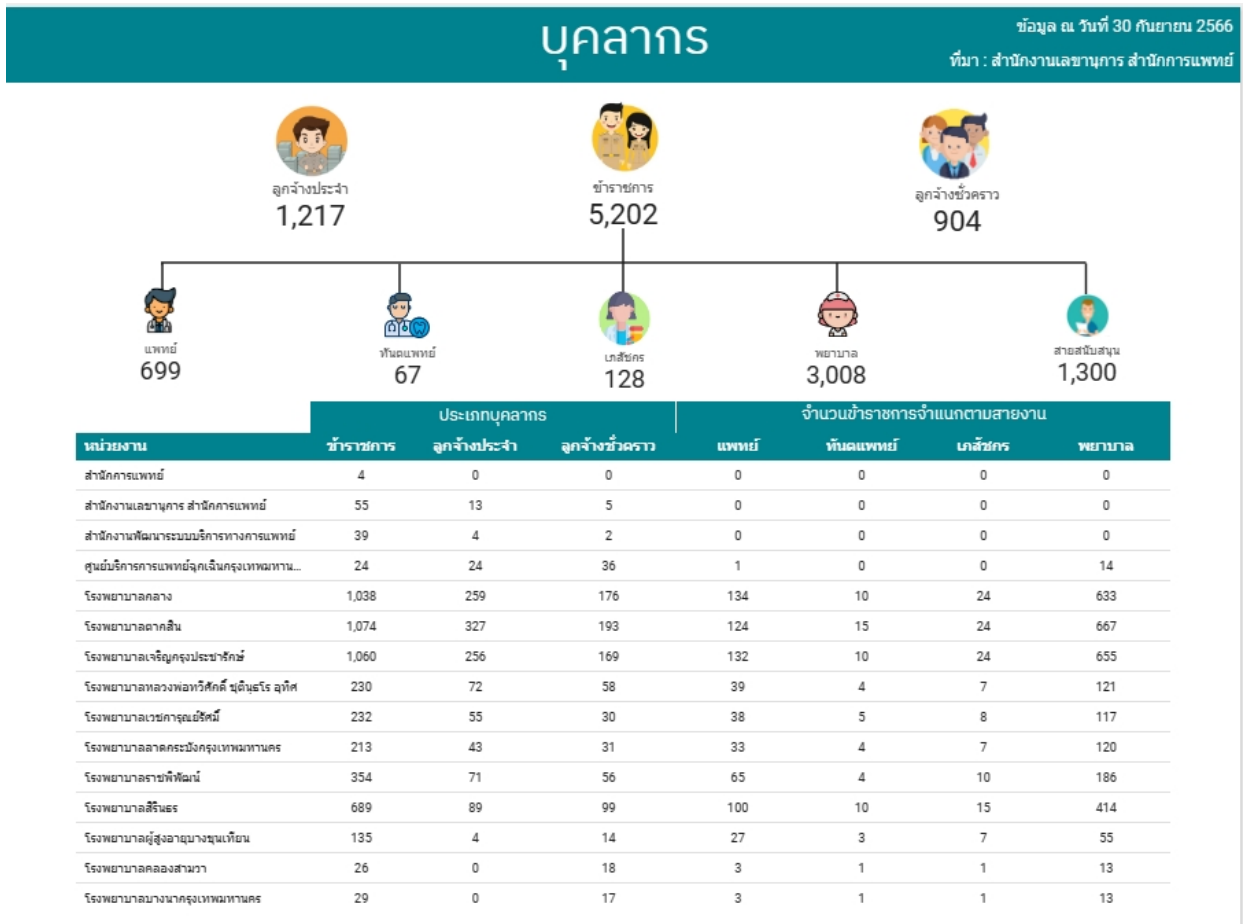 บุคลากร
ข้อมูล ณ วันที่ 30 กันยายน 2566
ที่มา : สำนักงานเลขานุการ สำนักการแพทย์
ลูกจ้างประจำ
1,217
ข้าราชการ
5,202
ลูกจ้างชั่วคราว
904
แพทย์
699
ทันตแพทย์
67
เภสัชกร
128
พยาบาล
3,008
สายสนับสนุน
1,300
ประเภทบุคลากร จำนวนข้าราชการจำแนกตามสายงาน
หน่วยงาน ข้าราชการ ลูกจ้างประจำ ลูกจ้างชั่วคราว แพทย์ ทันตแพทย์ เภสัชกร พยาบาล
สำนักการแพทย์ 4 0 0 0 0 0 0
สำนักงานเลขานุการ สำนักการแพทย์ 55 13 5 0 0 0 0
สำนักงานพัฒนาระบบบริการทางการแพทย์ 39 4 2 0 0 0 0
ศูนย์บริการการแพทย์ฉุกเฉินกรุงเทพมหาน... 24 24 36 1 0 0 14
โรงพยาบาลกลาง 1,038 259 176 134 10 24 633
โรงพยาบาลตากสิน 1,074 327 193 124 15 24 667
โรงพยาบาลเจริญกรุงประชารักษ์ 1,060 256 169 132 10 24 655
โรงพยาบาลหลวงพ่อทวีศักดิ์ ชุตินฺธโร อุทิศ 230 72 58 39 4 7 121
โรงพยาบาลเวชการุณย์รัศมิ์ 232 55 30 38 5 8 117
โรงพยาบาลลาดกระบังกรุงเทพมหานคร 213 43 31 33 4 7 120
โรงพยาบาลราชพิพัฒน์ 354 71 56 65 4 10 186
โรงพยาบาลสิรินธร 689 89 99 100 10 15 414
โรงพยาบาลผู้สูงอายุบางขุนเทียน 135 4 14 27 3 7 55
โรงพยาบาลคลองสามวา 26 0 18 3 1 1 13
โรงพยาบาลบางนากรุงเทพมหานคร 29 0 17 3 1 1 13